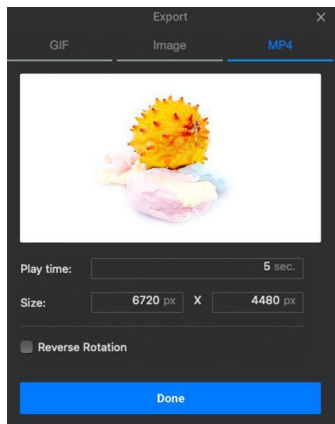 Export
GIF Image MP4
Play time: 5 sec.
Size: 6720 px X 4480 px
Reverse Rotation
Done